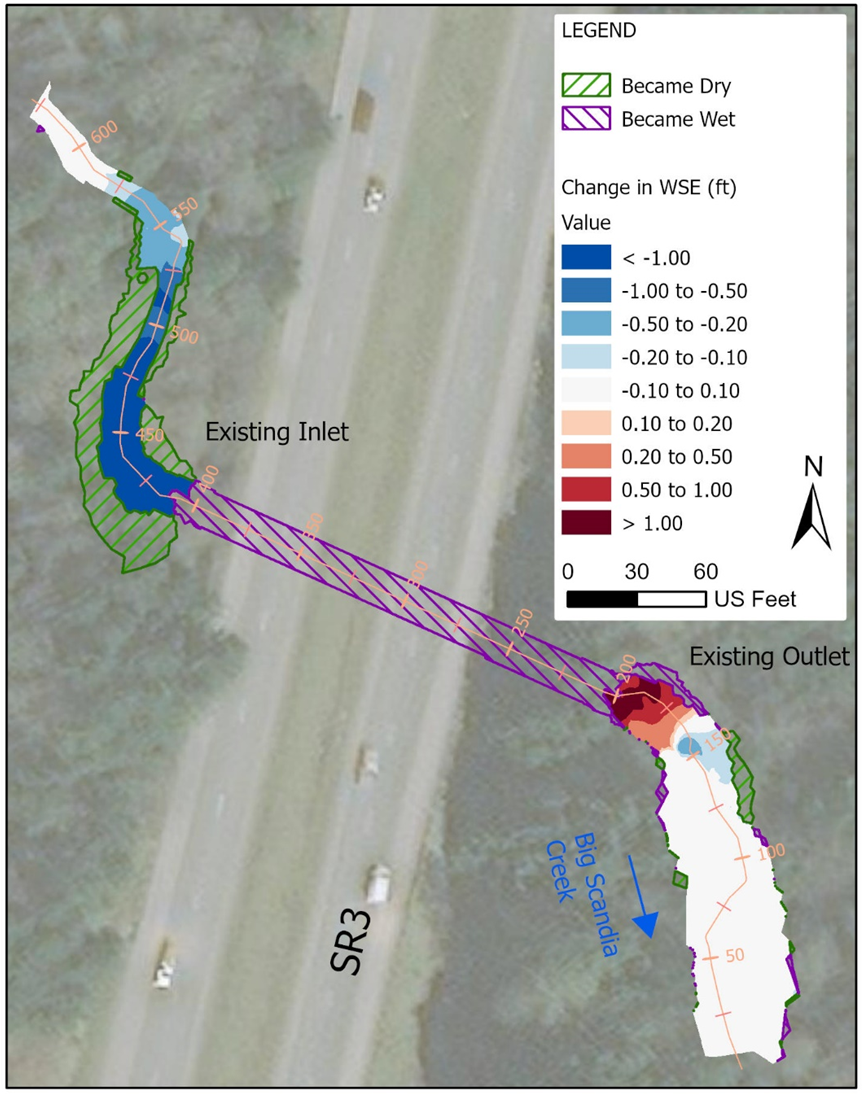 LEGEND
Became Dry
Became Wet
Change in WSE (ft)
Value
< -1.00
-1.00 to -0.50
-0.50 to -0.20
-0.20 to -0.10
-0.10 to 0.10
0.10 to 0.20
0.20 to 0.50
0.50 to 1.00
> 1.00
N
0 30 60
US Feet
600
550
500
450
Existing Inlet
400
350
300
250
200
Existing Outlet
150
100
50
Big Scandia
Creek
SR3